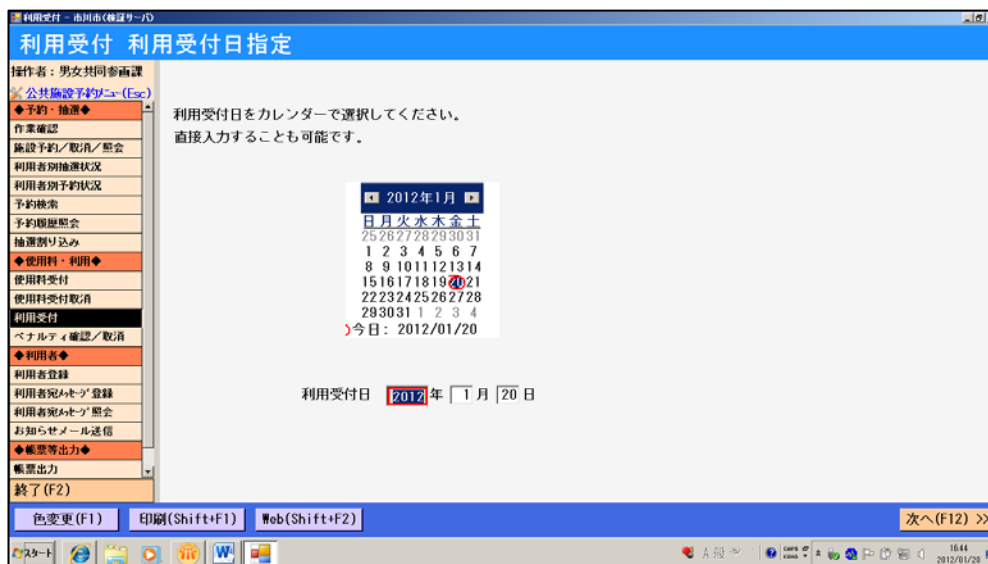 利用受付 - 市川市(検証サーバ)
利用受付 利用受付日指定
操作者：男女共同参画課
公共施設予約メニュー(Esc)
◆予約・抽選◆
作業確認
施設予約／取消／照会
利用者別抽選状況
利用者別予約状況
予約検索
予約履歴照会
抽選割り込み
◆使用料・利用◆
使用料受付
使用料受付取消
利用受付
ペナルティ確認／取消
◆利用者◆
利用者登録
利用者宛メッセージ登録
利用者宛メッセージ照会
お知らせメール送信
◆帳票等出力◆
帳票出力
終了(F2)
利用受付日をカレンダーで選択してください。
直接入力することも可能です。
2012年1月
日 月 火 水 木 金 土
25 26 27 28 29 30 31
1 2 3 4 5 6 7
8 9 10 11 12 13 14
15 16 17 18 19 20 21
22 23 24 25 26 27 28
29 30 31 1 2 3 4
今日: 2012/01/20
利用受付日 2012 年 1 月 20 日
色変更(F1) 印刷(Shift+F1) Web(Shift+F2) 次へ(F12) >>
スタート A 般 CAPS KANA 16:44
2012/01/20